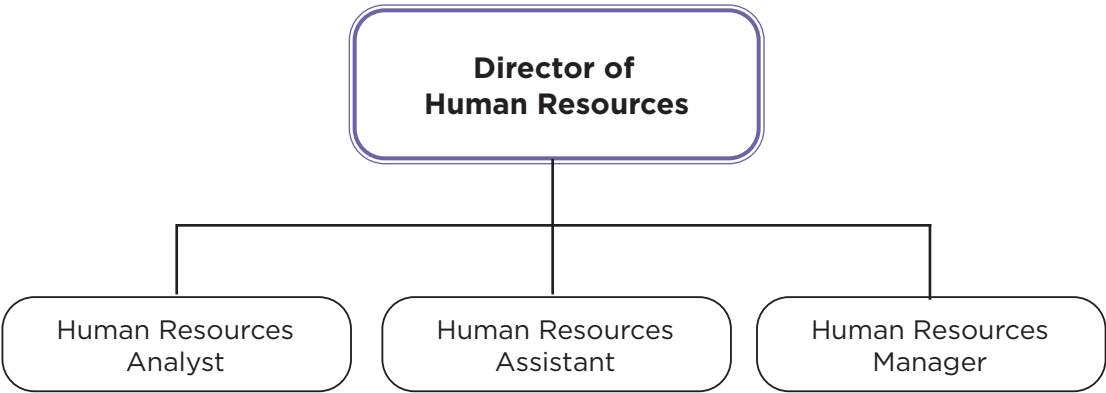 Director of
Human Resources
Human Resources
Analyst
Human Resources
Assistant
Human Resources
Manager